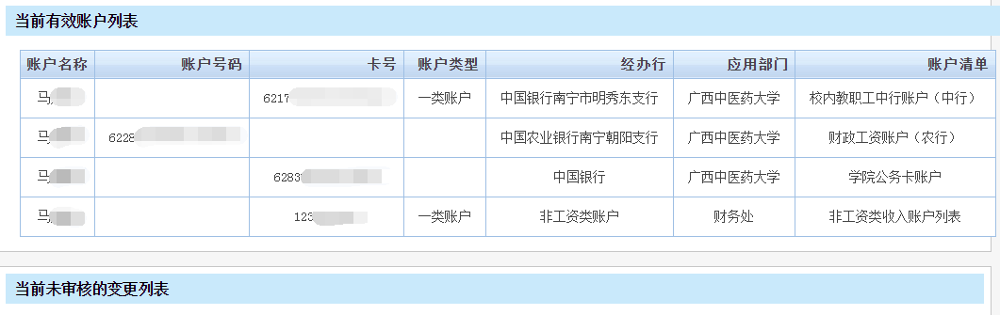 当前有效账户列表
账户名称 账户号码 卡号 账户类型 经办行 应用部门 账户清单
马 6217 一类账户 中国银行南宁市明秀东支行 广西中医药大学 校内教职工中行账户（中行）
马 6228 中国农业银行南宁朝阳支行 广西中医药大学 财政工资账户（农行）
马 6283 中国银行 广西中医药大学 学院公务卡账户
马 123 一类账户 非工资类账户 财务处 非工资类收入账户列表
当前未审核的变更列表